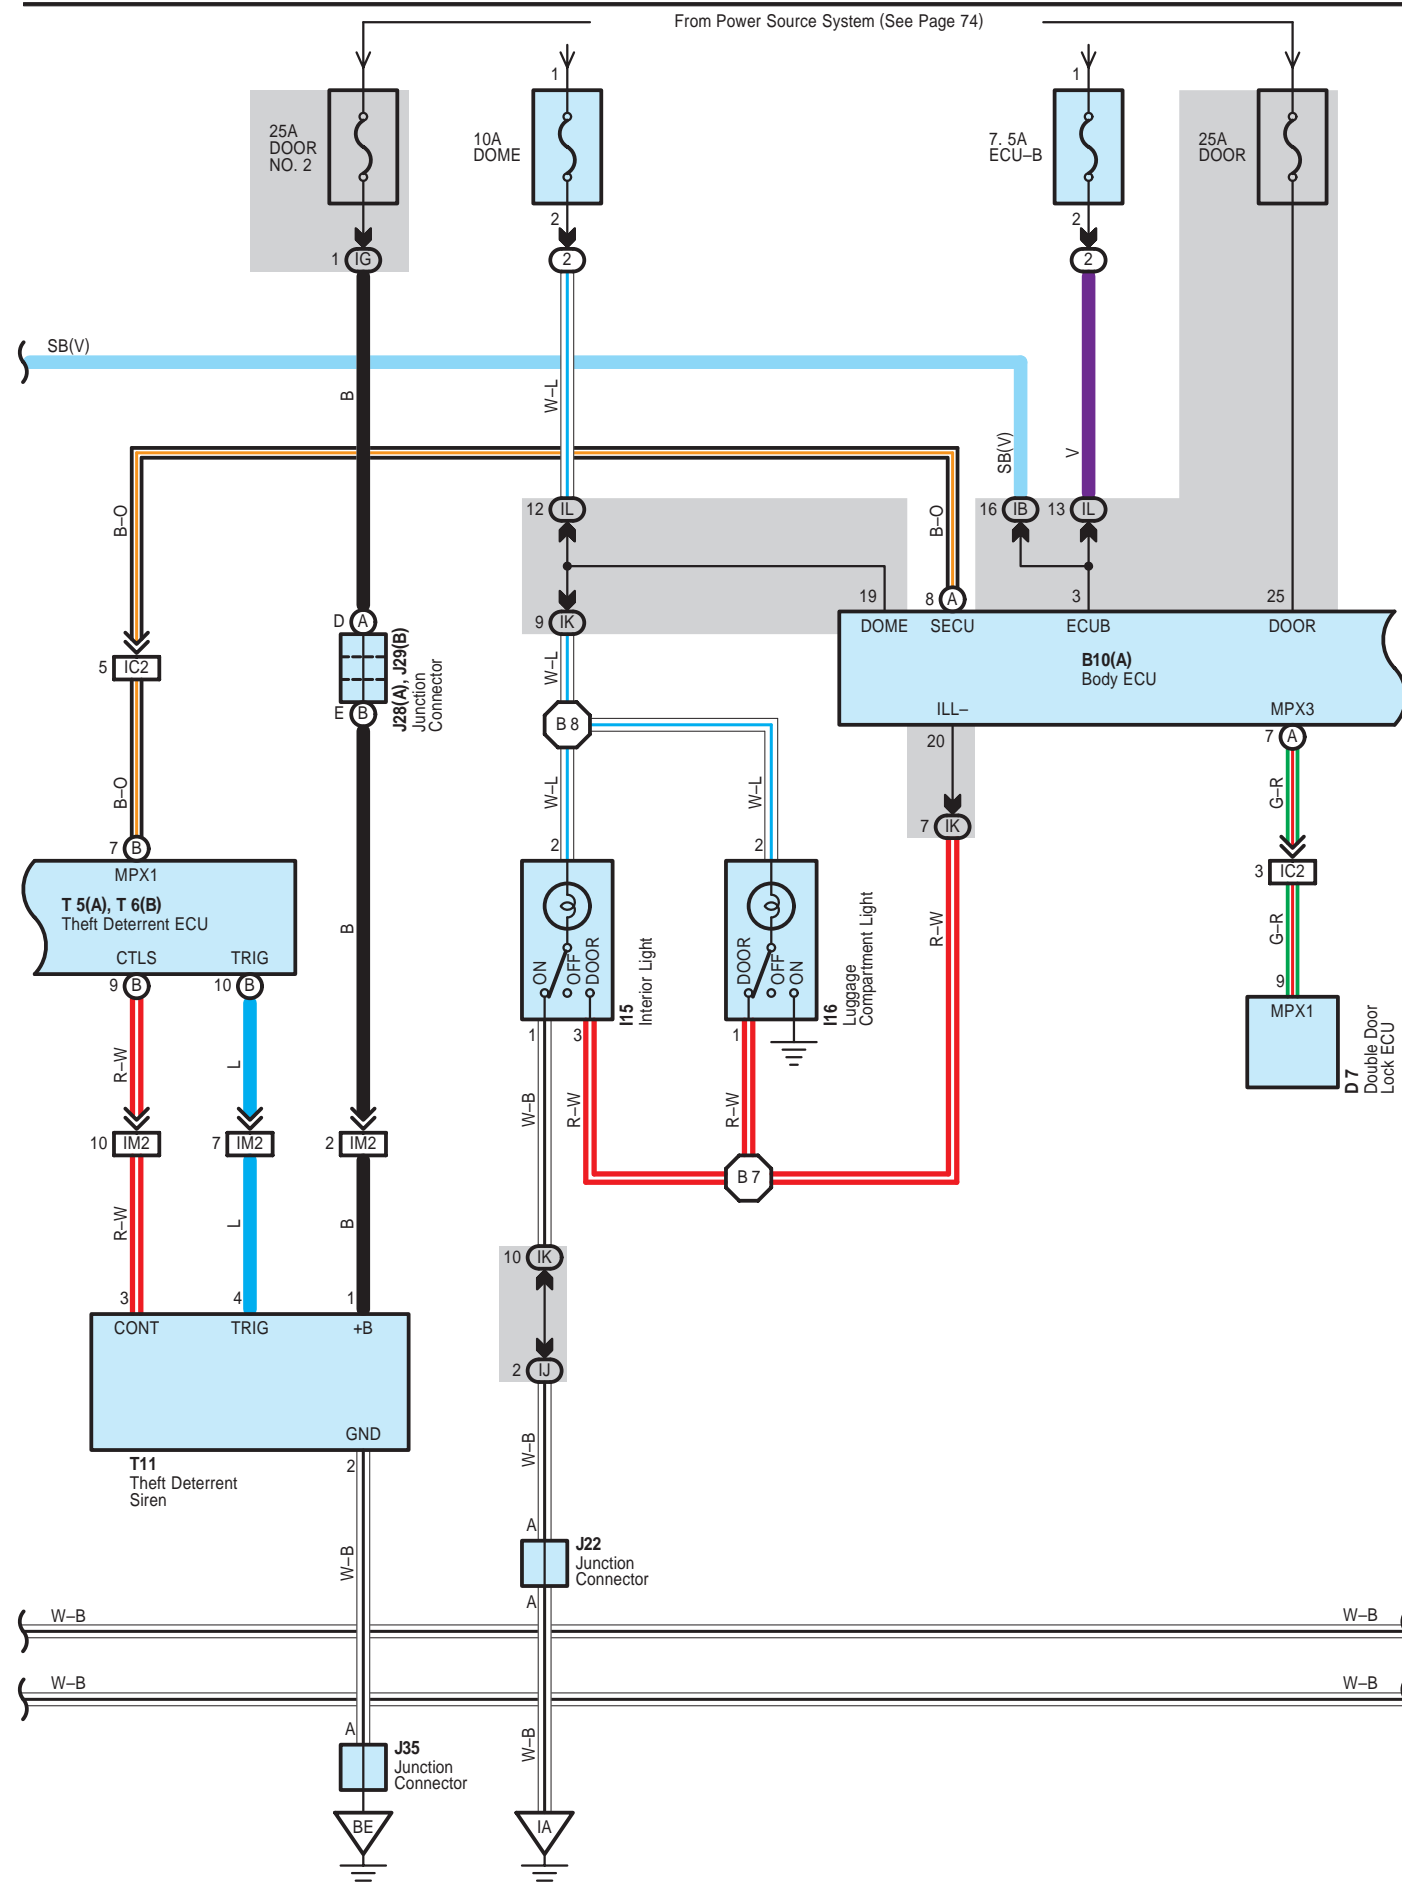 From Power Source System (See Page 74)
1
1
25A
DOOR
NO. 2
10A
DOME
7. 5A
ECU–B
25A
DOOR
2
2
1 IG
2
2
SB(V)
B
W–L
SB(V)
V
B–O
B–O
12 IL
16 IB
13 IL
9 IK
19
8 A
3
25
DOME
SECU
ECUB
DOOR
B10(A)
Body ECU
ILL–
MPX3
D A
J28(A), J29(B)
Junction
Connector
E B
5 IC2
W–L
B 8
20
7 A
B–O
W–L
W–L
G–R
7 B
2
2
7 IK
MPX1
T 5(A), T 6(B)
Theft Deterrent ECU
CTLS
TRIG
3 IC2
B
R–W
G–R
ON
OFF
DOOR
I15
Interior Light
DOOR
OFF
ON
I16
Luggage
Compartment Light
9 B
10 B
9
MPX1
D 7
Double Door
Lock ECU
1
3
1
R–W
L
W–B
R–W
R–W
10 IM2
7 IM2
2 IM2
B 7
R–W
L
B
10 IK
3
4
1
CONT
TRIG
+B
2 IJ
GND
2
T11
Theft Deterrent
Siren
W–B
A
J22
Junction
Connector
W–B
A
W–B
W–B
W–B
W–B
A
W–B
J35
Junction
Connector
BE
IA